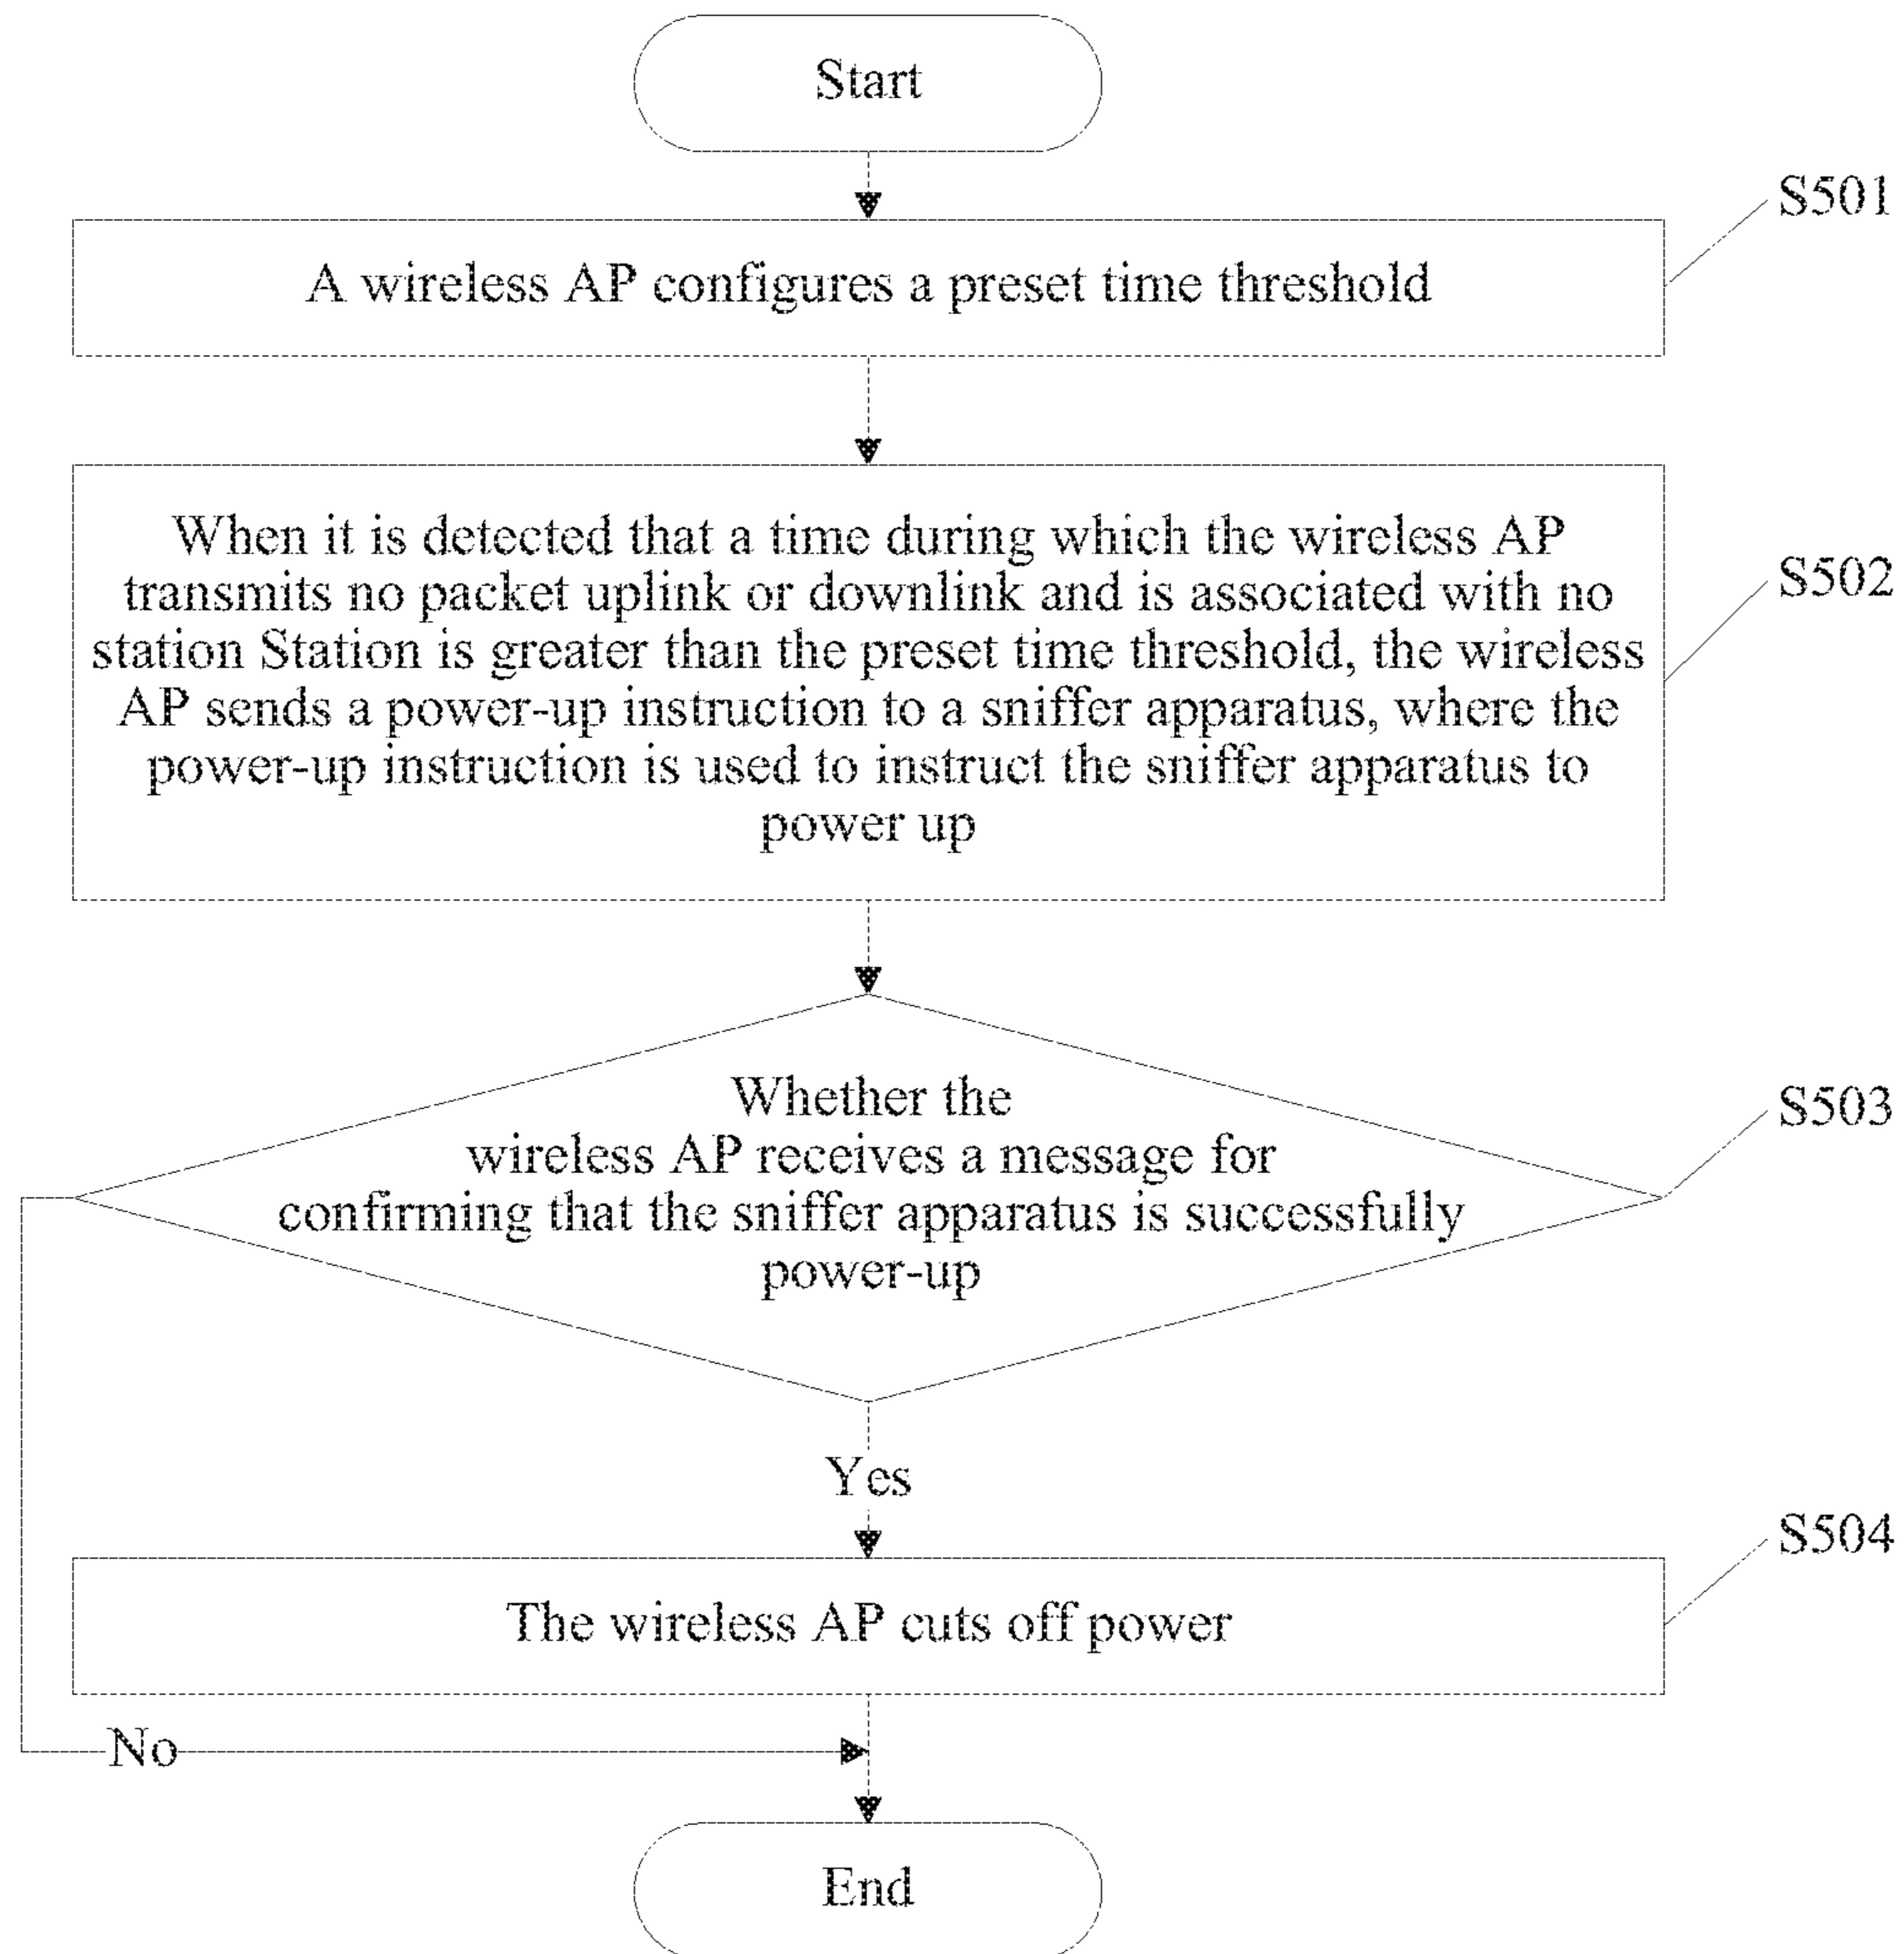 Start
S501
A wireless AP configures a preset time threshold
When it is detected that a time during which the wireless AP
transmits no packet uplink or downlink and is associated with no
station Station is greater than the preset time threshold, the wireless
AP sends a power-up instruction to a sniffer apparatus, where the
power-up instruction is used to instruct the sniffer apparatus to
power up
S502
Whether the
wireless AP receives a message for
confirming that the sniffer apparatus is successfully
power-up
S503
Yes
S504
The wireless AP cuts off power
No
End